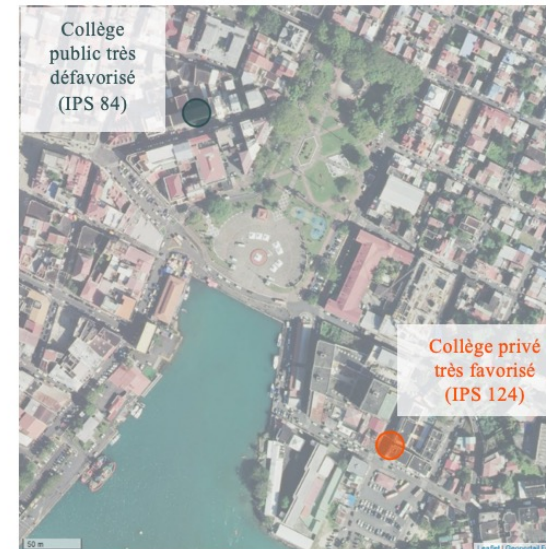 Collège
public très
défavorisé
(IPS 84)
Collège privé
très favorisé
(IPS 124)
50 m